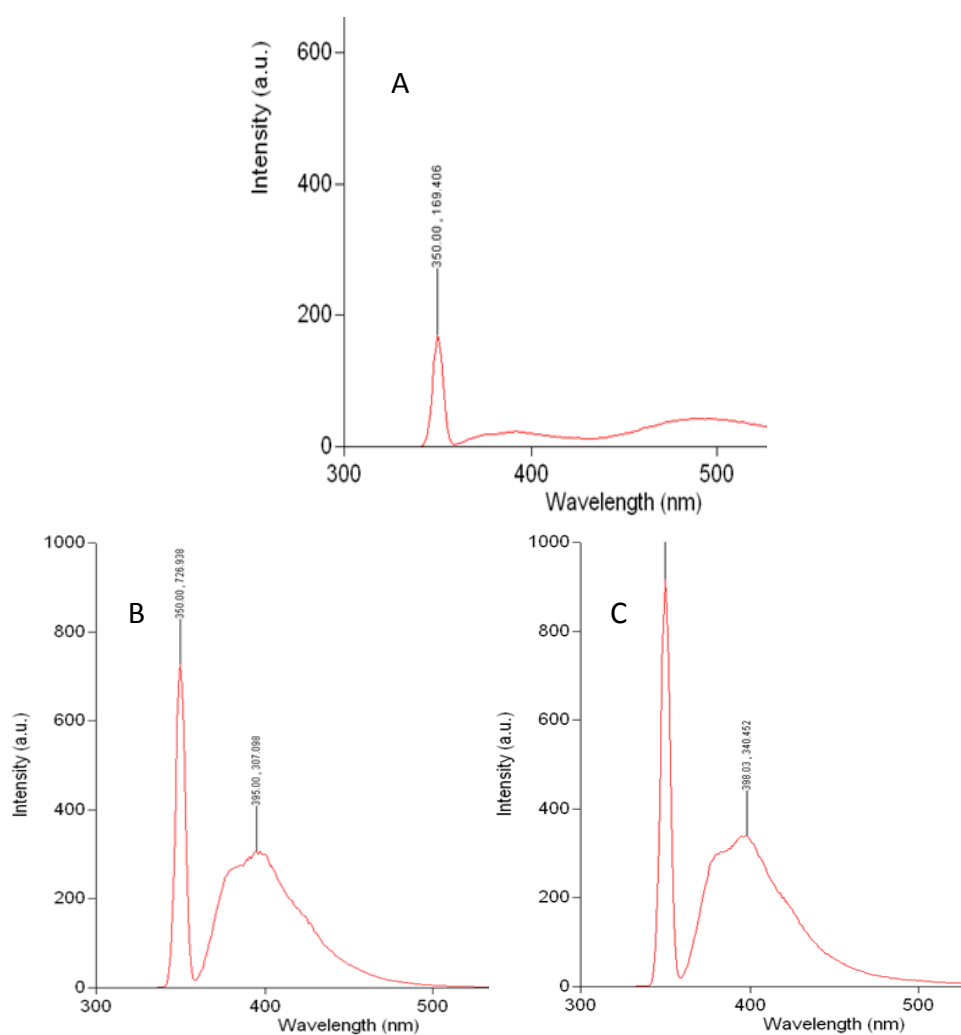 A
Intensity (a.u.)
600
400
200
0
350.00 , 169.406
300
400
500
Wavelength (nm)
B
Intensity (a.u.)
1000
800
600
400
200
0
350.00 , 726.938
395.00 , 307.098
300
400
500
Wavelength (nm)
C
Intensity (a.u.)
1000
800
600
400
200
0
398.03 , 340.452
300
400
500
Wavelength (nm)